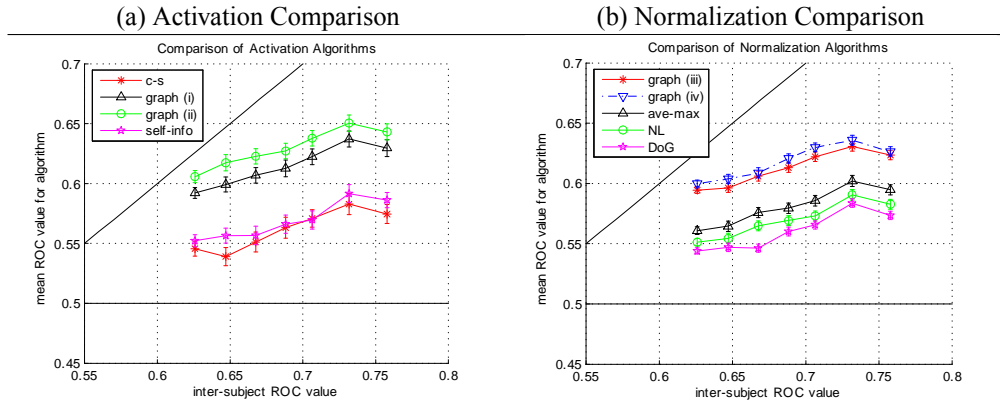 (a) Activation Comparison
Comparison of Activation Algorithms
mean ROC value for algorithm
0.7
0.65
0.6
0.55
0.5
0.45
c-s
graph (i)
graph (ii)
self-info
0.55 0.6 0.65 0.7 0.75 0.8
inter-subject ROC value
(b) Normalization Comparison
Comparison of Normalization Algorithms
mean ROC value for algorithm
0.7
0.65
0.6
0.55
0.5
0.45
graph (iii)
graph (iv)
ave-max
NL
DoG
0.55 0.6 0.65 0.7 0.75 0.8
inter-subject ROC value